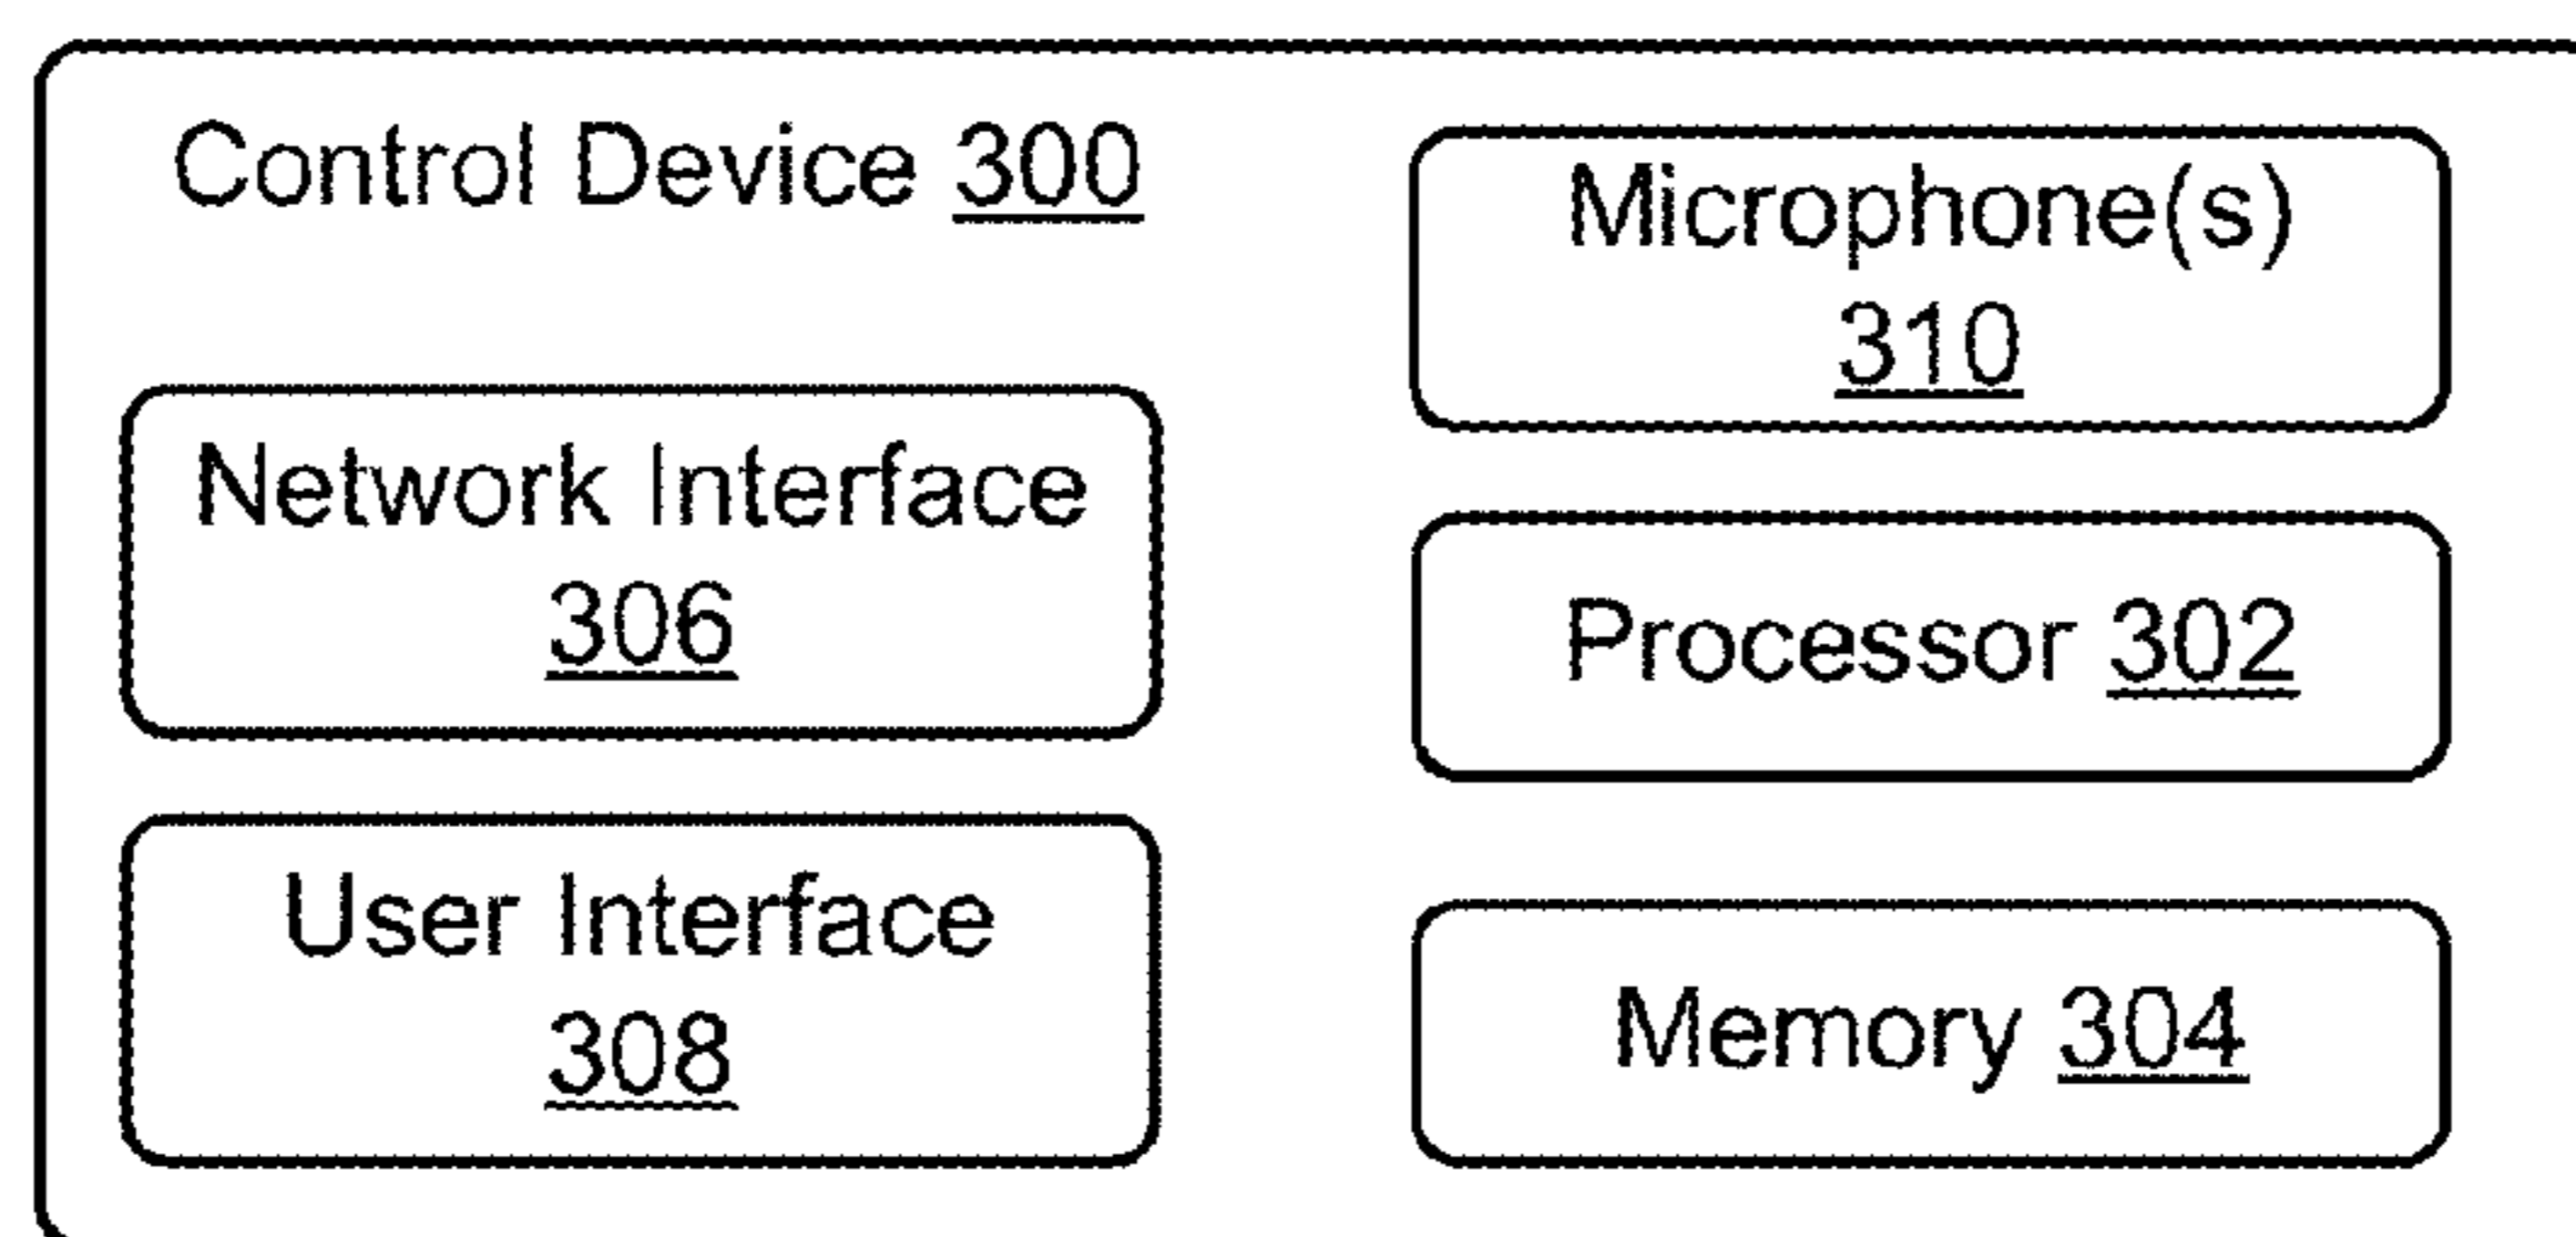 Control Device 300
Microphone(s)
310
Network Interface
306
Processor 302
User Interface
308
Memory 304